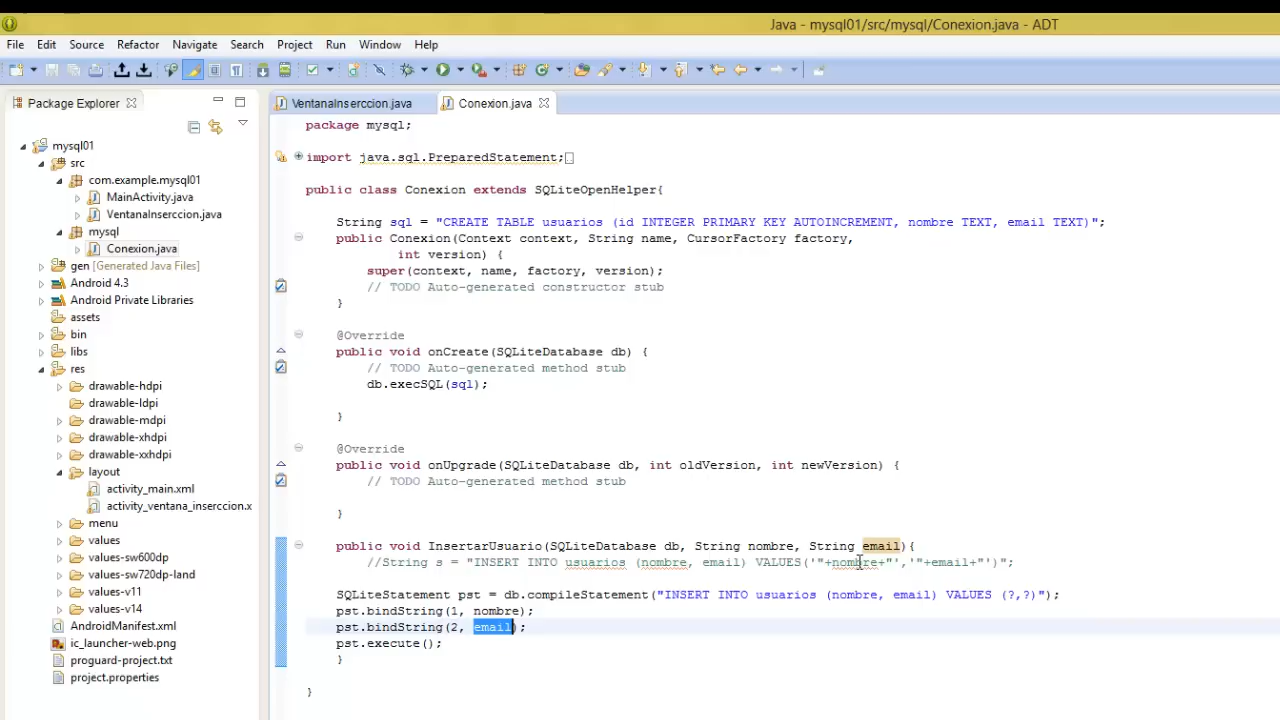 Java - mysql01/src/mysql/Conexion.java - ADT
File Edit Source Refactor Navigate Search Project Run Window Help
Package Explorer
mysql01
src
com.example.mysql01
MainActivity.java
VentanaInserccion.java
mysql
Conexion.java
gen [Generated Java Files]
Android 4.3
Android Private Libraries
assets
bin
libs
res
drawable-hdpi
drawable-ldpi
drawable-mdpi
drawable-xhdpi
drawable-xxhdpi
layout
activity_main.xml
activity_ventana_inserccion.x
menu
values
values-sw600dp
values-sw720dp-land
values-v11
values-v14
AndroidManifest.xml
ic_launcher-web.png
proguard-project.txt
project.properties
VentanaInserccion.java Conexion.java
package mysql;
import java.sql.PreparedStatement;
public class Conexion extends SQLiteOpenHelper{
String sql = "CREATE TABLE usuarios (id INTEGER PRIMARY KEY AUTOINCREMENT, nombre TEXT, email TEXT)";
public Conexion(Context context, String name, CursorFactory factory,
int version) {
super(context, name, factory, version);
// TODO Auto-generated constructor stub
}
@Override
public void onCreate(SQLiteDatabase db) {
// TODO Auto-generated method stub
db.execSQL(sql);
}
@Override
public void onUpgrade(SQLiteDatabase db, int oldVersion, int newVersion) {
// TODO Auto-generated method stub
}
public void InsertarUsuario(SQLiteDatabase db, String nombre, String email){
//String s = "INSERT INTO usuarios (nombre, email) VALUES('"+nombre+"','"+email+"')";
SQLiteStatement pst = db.compileStatement("INSERT INTO usuarios (nombre, email) VALUES (?,?)");
pst.bindString(1, nombre);
pst.bindString(2, email);
pst.execute();
}
}